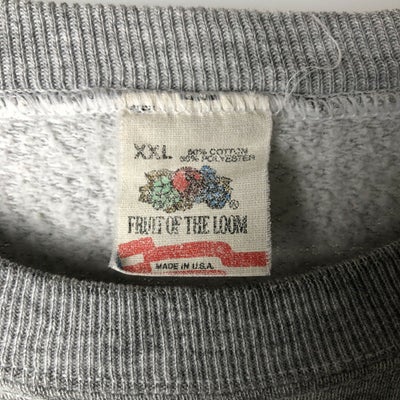 XXL
50% COTTON
50% POLYESTER
FRUIT OF THE LOOM
®
MADE IN U.S.A.